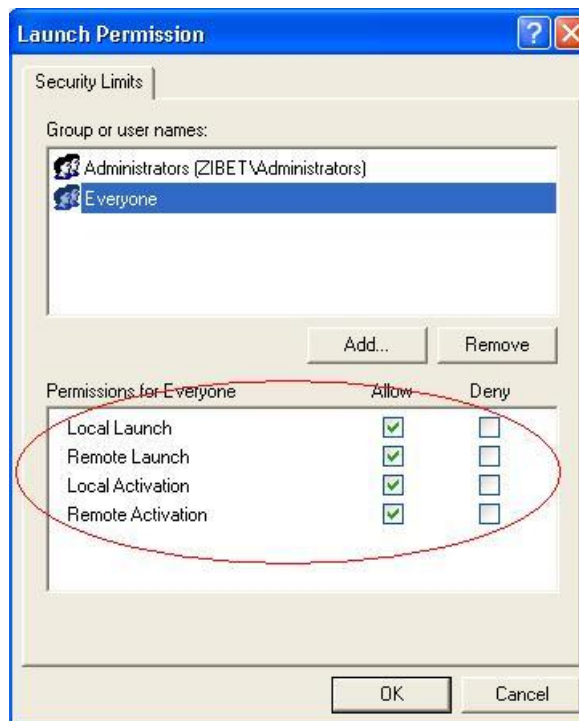 Launch Permission
Security Limits
Group or user names:
Administrators (ZIBET\Administrators)
Everyone
Add... Remove
Permissions for Everyone Allow Deny
Local Launch
Remote Launch
Local Activation
Remote Activation
OK Cancel